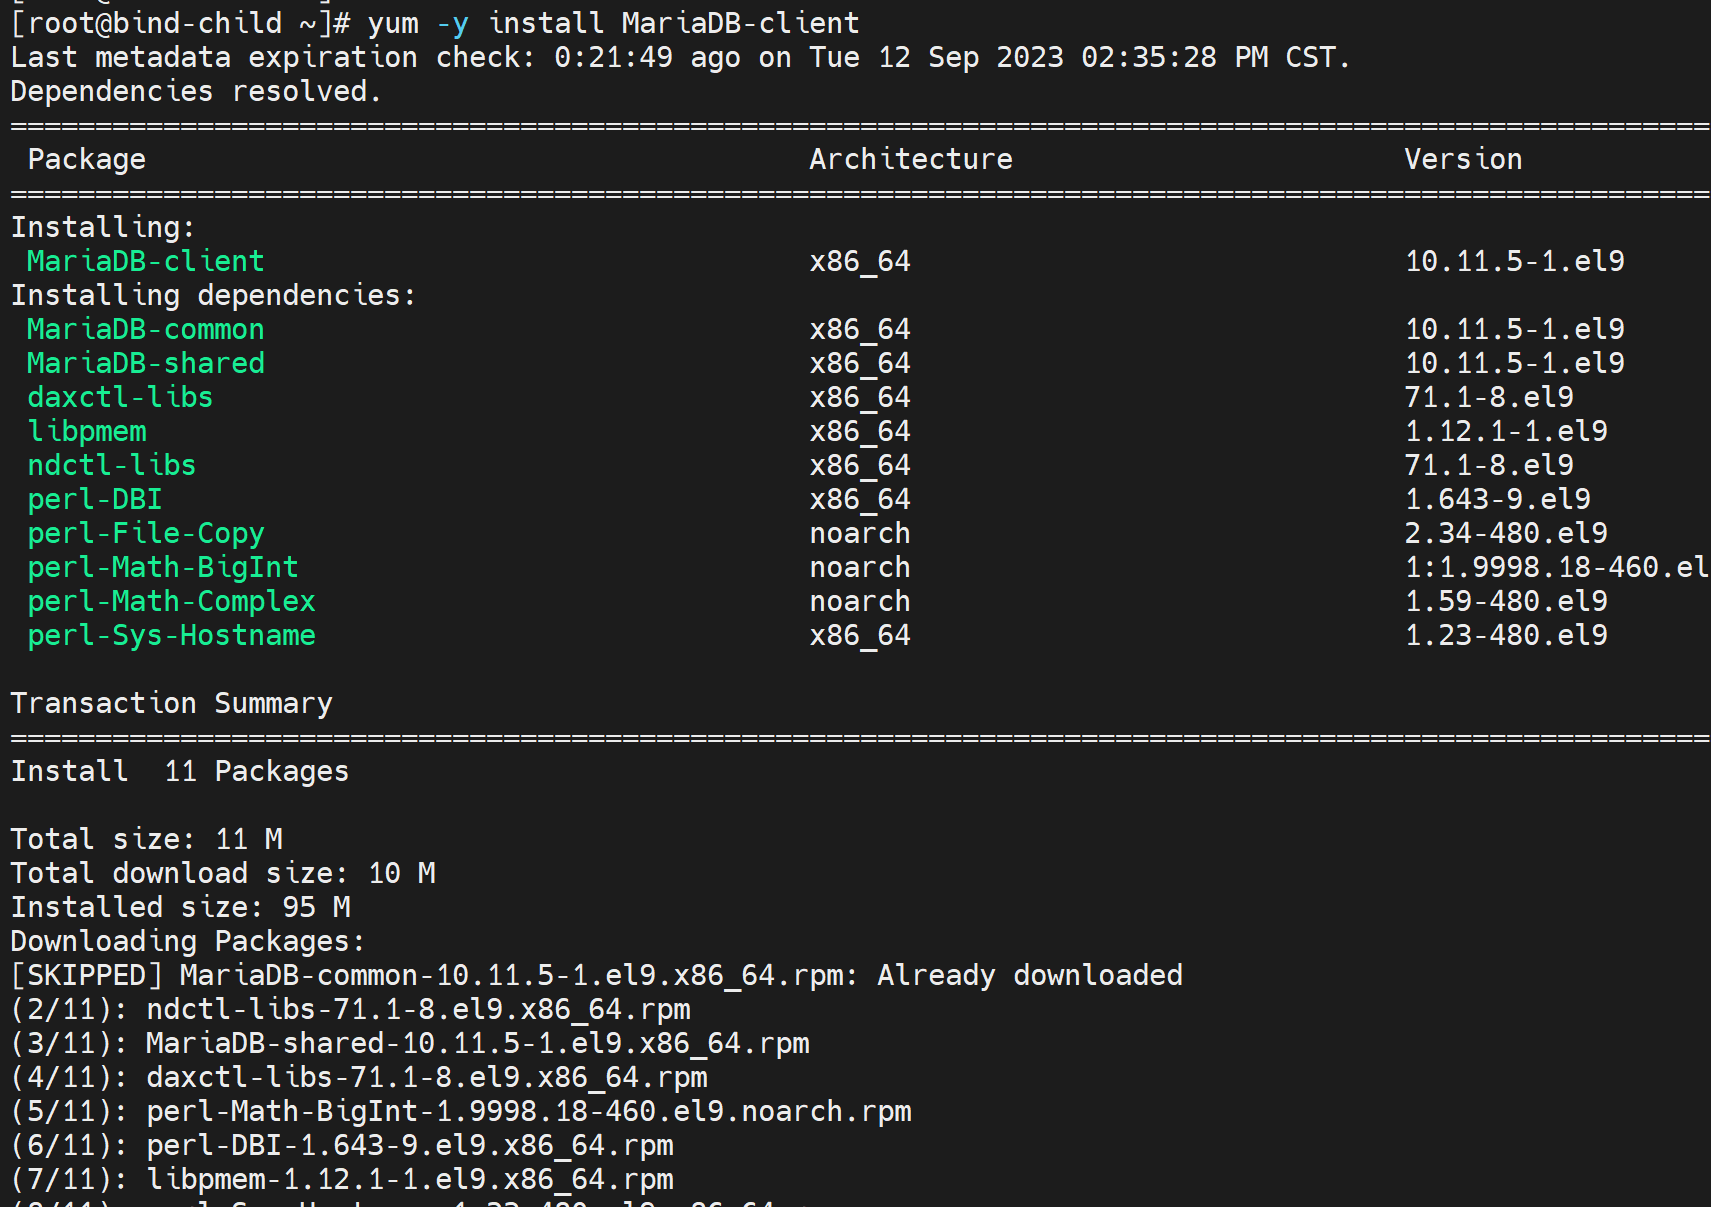 [root@bind-child ~]# yum -y install MariaDB-client
Last metadata expiration check: 0:21:49 ago on Tue 12 Sep 2023 02:35:28 PM CST.
Dependencies resolved.
====================================================================================================
Package Architecture Version
====================================================================================================
Installing:
MariaDB-client x86_64 10.11.5-1.el9
Installing dependencies:
MariaDB-common x86_64 10.11.5-1.el9
MariaDB-shared x86_64 10.11.5-1.el9
daxctl-libs x86_64 71.1-8.el9
libpmem x86_64 1.12.1-1.el9
ndctl-libs x86_64 71.1-8.el9
perl-DBI x86_64 1.643-9.el9
perl-File-Copy noarch 2.34-480.el9
perl-Math-BigInt noarch 1:1.9998.18-460.el
perl-Math-Complex noarch 1.59-480.el9
perl-Sys-Hostname x86_64 1.23-480.el9
Transaction Summary
====================================================================================================
Install 11 Packages
Total size: 11 M
Total download size: 10 M
Installed size: 95 M
Downloading Packages:
[SKIPPED] MariaDB-common-10.11.5-1.el9.x86_64.rpm: Already downloaded
(2/11): ndctl-libs-71.1-8.el9.x86_64.rpm
(3/11): MariaDB-shared-10.11.5-1.el9.x86_64.rpm
(4/11): daxctl-libs-71.1-8.el9.x86_64.rpm
(5/11): perl-Math-BigInt-1.9998.18-460.el9.noarch.rpm
(6/11): perl-DBI-1.643-9.el9.x86_64.rpm
(7/11): libpmem-1.12.1-1.el9.x86_64.rpm